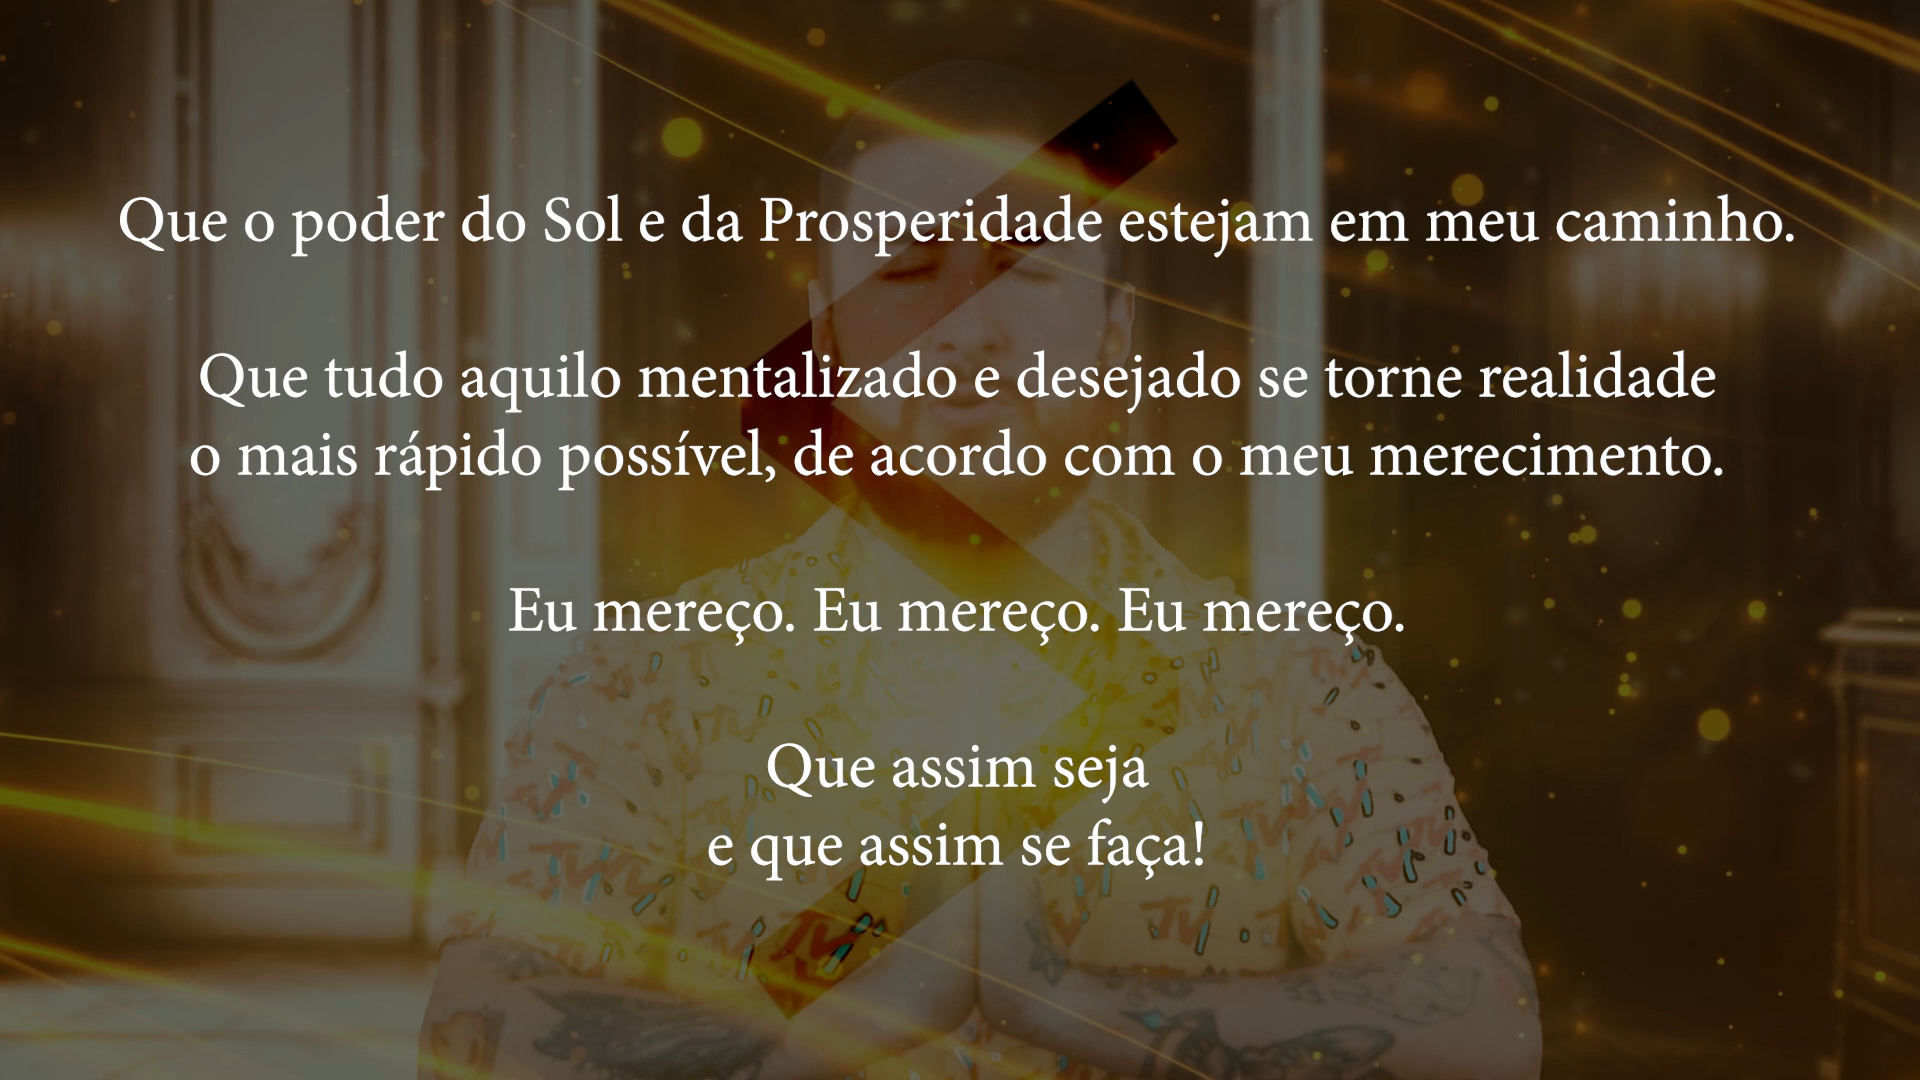 Que o poder do Sol e da Prosperidade estejam em meu caminho.
Que tudo aquilo mentalizado e desejado se torne realidade
o mais rápido possível, de acordo com o meu merecimento.
Eu mereço. Eu mereço. Eu mereço.
Que assim seja
e que assim se faça!